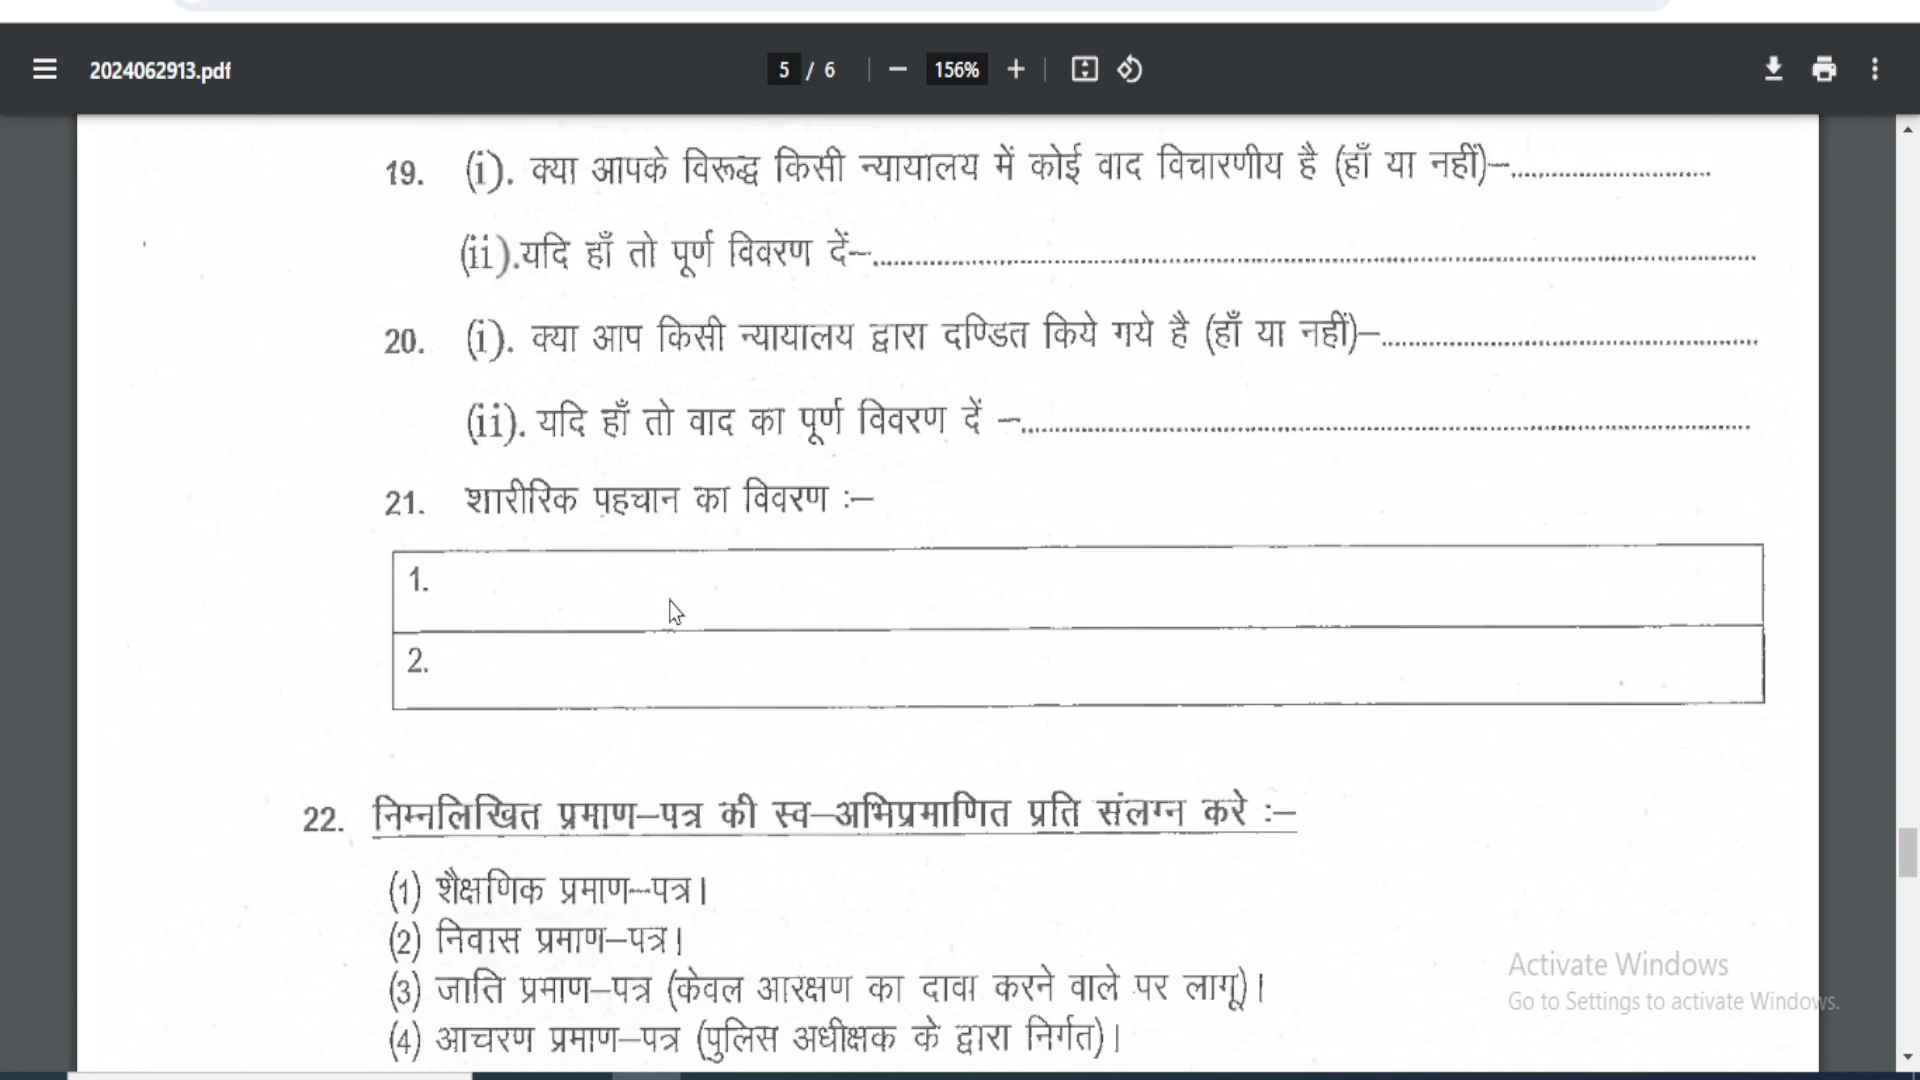 2024062913.pdf
5 / 6
156%
19. (i). क्या आपके विरूद्ध किसी न्यायालय में कोई वाद विचारणीय है (हाँ या नहीं)–..............................
(ii).यदि हाँ तो पूर्ण विवरण दें–..............................
20. (i). क्या आप किसी न्यायालय द्वारा दण्डित किये गये है (हाँ या नहीं)–..............................
(ii). यदि हाँ तो वाद का पूर्ण विवरण दें –..............................
21. शारीरिक पहचान का विवरण :–
1.
2.
22. निम्नलिखित प्रमाण–पत्र की स्व–अभिप्रमाणित प्रति संलग्न करे :–
(1) शैक्षणिक प्रमाण–पत्र।
(2) निवास प्रमाण–पत्र।
(3) जाति प्रमाण–पत्र (केवल आरक्षण का दावा करने वाले पर लागू)।
(4) आचरण प्रमाण–पत्र (पुलिस अधीक्षक के द्वारा निर्गत)।
Activate Windows
Go to Settings to activate Windows.